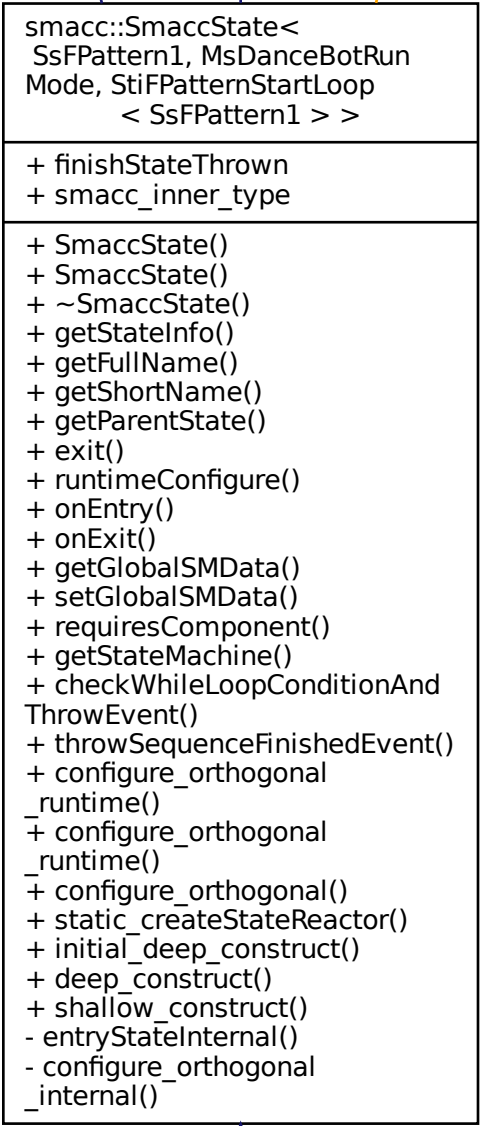 smacc::SmaccState<
SsFPattern1, MsDanceBotRun
Mode, StiFPatternStartLoop
< SsFPattern1 > >
+ finishStateThrown
+ smacc_inner_type
+ SmaccState()
+ SmaccState()
+ ~SmaccState()
+ getStateInfo()
+ getFullName()
+ getShortName()
+ getParentState()
+ exit()
+ runtimeConfigure()
+ onEntry()
+ onExit()
+ getGlobalSMData()
+ setGlobalSMData()
+ requiresComponent()
+ getStateMachine()
+ checkWhileLoopConditionAnd
ThrowEvent()
+ throwSequenceFinishedEvent()
+ configure_orthogonal
_runtime()
+ configure_orthogonal
_runtime()
+ configure_orthogonal()
+ static_createStateReactor()
+ initial_deep_construct()
+ deep_construct()
+ shallow_construct()
- entryStateInternal()
- configure_orthogonal
_internal()